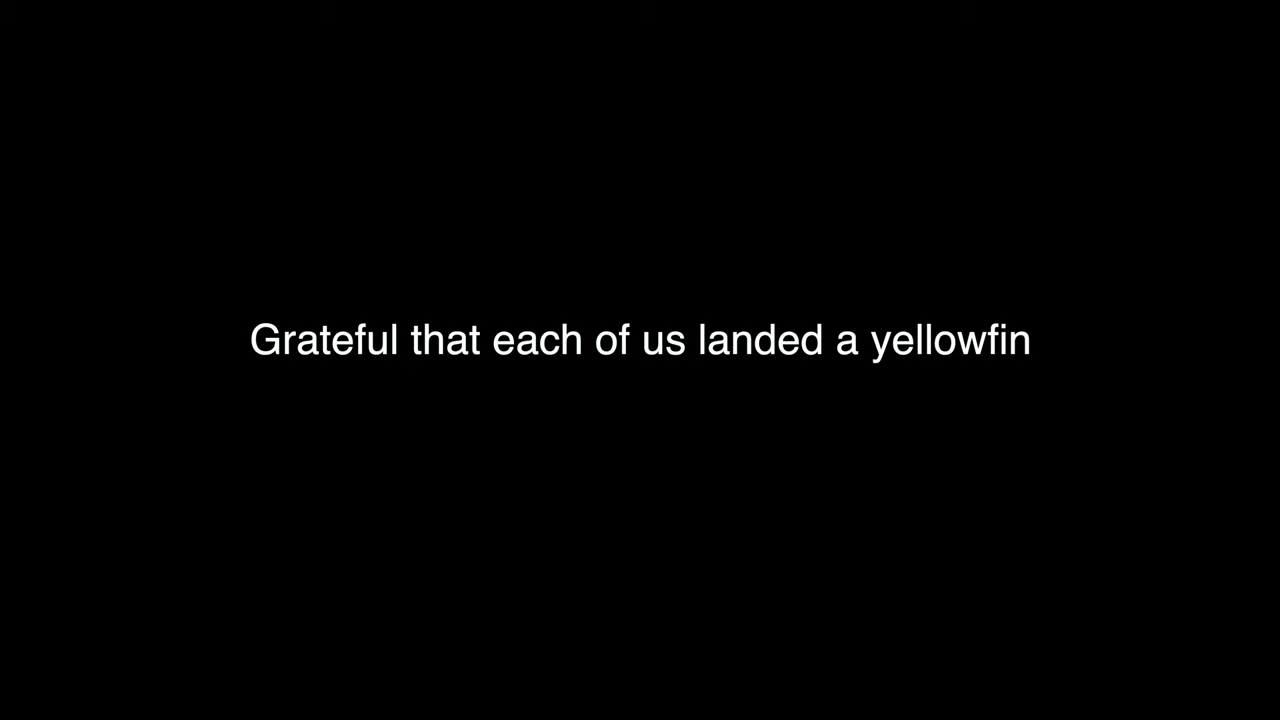 Grateful that each of us landed a yellowfin